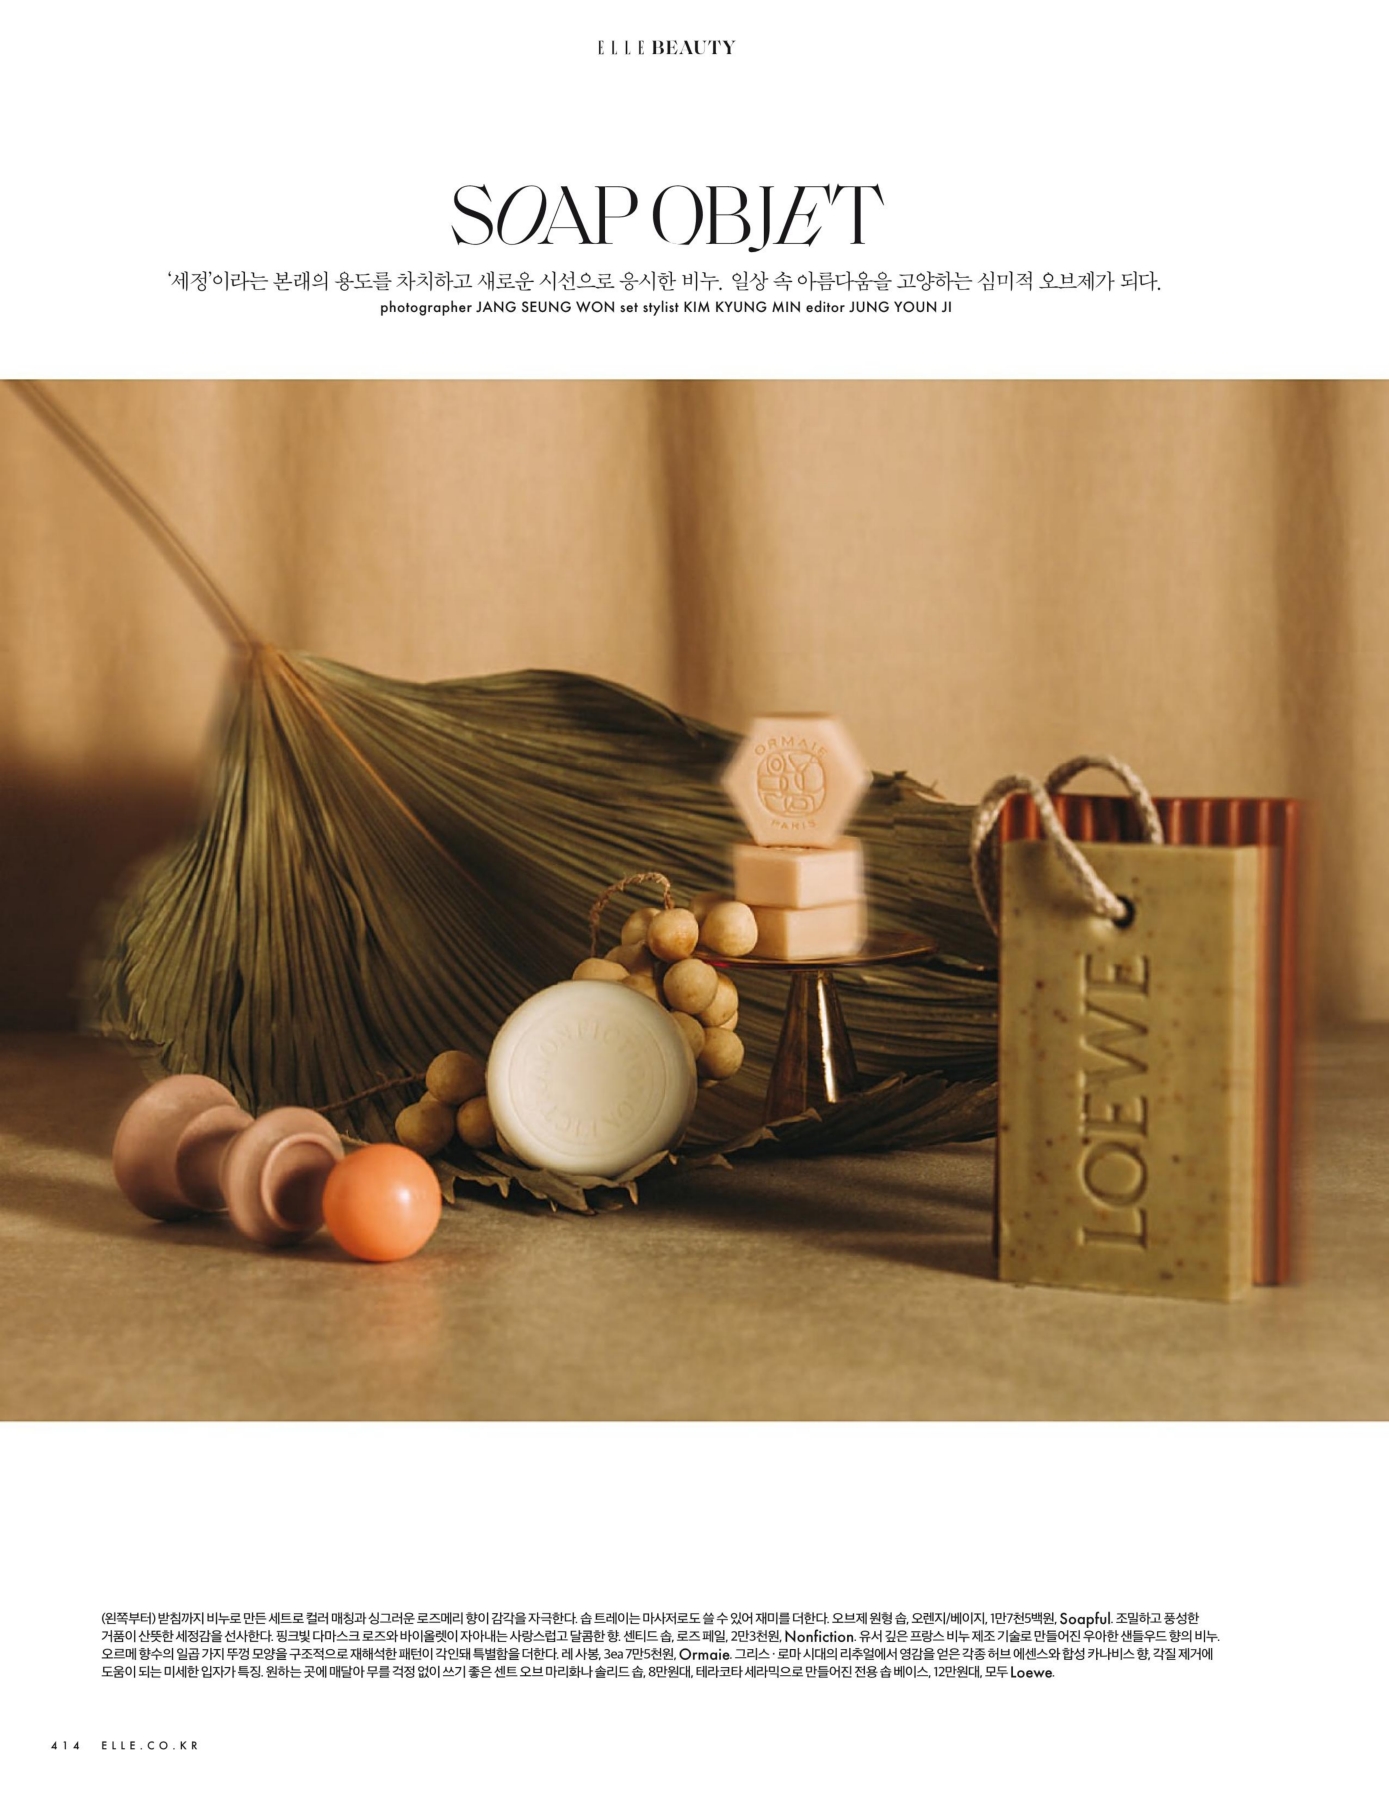 ELLE BEAUTY
SOAP OBJET
‘세정’이라는 본래의 용도를 차치하고 새로운 시선으로 응시한 비누. 일상 속 아름다움을 고양하는 심미적 오브제가 되다.
photographer JANG SEUNG WON set stylist KIM KYUNG MIN editor JUNG YOUN JI
ORMAIE
PARIS
NONFICTION
LOEWE
(왼쪽부터) 받침까지 비누로 만든 세트로 컬러 매칭과 싱그러운 로즈메리 향이 감각을 자극한다. 솝 트레이는 마사저로도 쓸 수 있어 재미를 더한다. 오브제 원형 솝, 오렌지/베이지, 1만7천5백원, Soapful. 조밀하고 풍성한
거품이 산뜻한 세정감을 선사한다. 핑크빛 다마스크 로즈와 바이올렛이 자아내는 사랑스럽고 달콤한 향. 센티드 솝, 로즈 페일, 2만3천원, Nonfiction. 유서 깊은 프랑스 비누 제조 기술로 만들어진 우아한 샌들우드 향의 비누.
오르메 향수의 일곱 가지 뚜껑 모양을 구조적으로 재해석한 패턴이 각인돼 특별함을 더한다. 레 사봉, 3ea 7만5천원, Ormaie. 그리스 · 로마 시대의 리추얼에서 영감을 얻은 각종 허브 에센스와 합성 카나비스 향, 각질 제거에
도움이 되는 미세한 입자가 특징. 원하는 곳에 매달아 무를 걱정 없이 쓰기 좋은 센트 오브 마리화나 솔리드 솝, 8만원대, 테라코타 세라믹으로 만들어진 전용 솝 베이스, 12만원대, 모두 Loewe.
414 ELLE.CO.KR